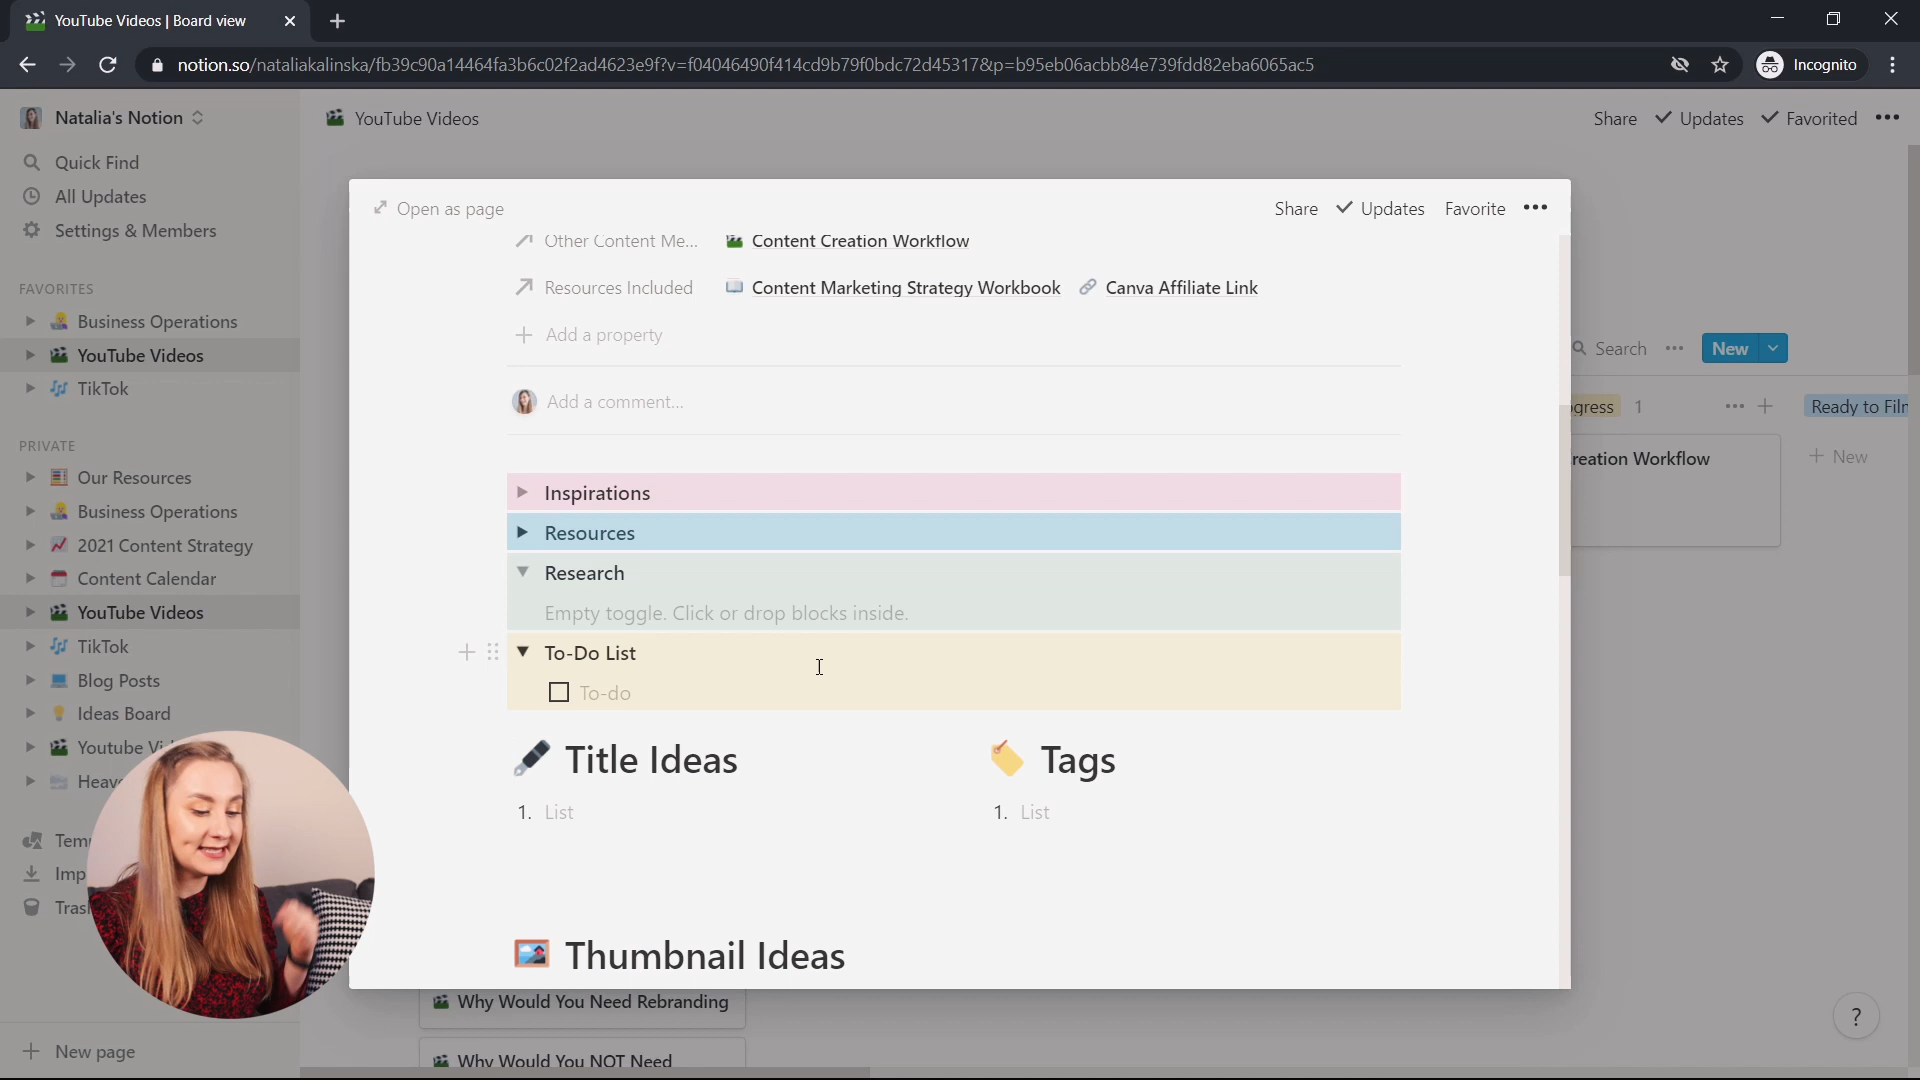 YouTube Videos | Board view
notion.so/nataliakalinska/fb39c90a14464fa3b6c02f2ad4623e9f?v=f04046490f414cd9b79f0bdc72d45317&p=b95eb06acbb84e739fdd82eba6065ac5
Incognito
Natalia's Notion
YouTube Videos
Share
Updates
Favorited
Quick Find
All Updates
Settings & Members
FAVORITES
Business Operations
YouTube Videos
TikTok
PRIVATE
Our Resources
Business Operations
2021 Content Strategy
Content Calendar
YouTube Videos
TikTok
Blog Posts
Ideas Board
Youtube
New page
Open as page
Share
Updates
Favorite
Other Content Me...
Content Creation Workflow
Resources Included
Content Marketing Strategy Workbook
Canva Affiliate Link
Add a property
Add a comment...
Inspirations
Resources
Research
Empty toggle. Click or drop blocks inside.
To-Do List
To-do
Title Ideas
1. List
Tags
1. List
Thumbnail Ideas
Search
New
1
Ready to
Workflow
New
Why Would You Need Rebranding
Why Would You NOT Need
?